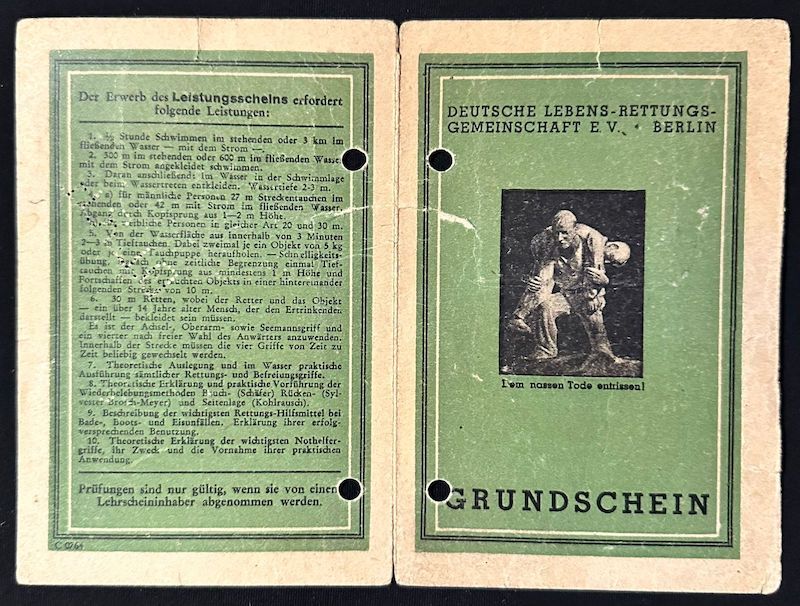 Der Erwerb des Leistungsscheins erfordert
folgende Leistungen:
1. ½ Stunde Schwimmen im stehenden oder 3 km im
fließenden Wasser — mit dem Strom —.
2. 300 m im stehenden oder 600 m im fließenden Wasser
mit dem Strom angekleidet schwimmen.
3. Daran anschließend: im Wasser in der Schwimmlage
oder beim Wassertreten entkleiden. Wassertiefe 2-3 m.
4. a) für männliche Personen 27 m Streckentauchen im
stehenden oder 42 m mit Strom im fließenden Wasser.
Abgang durch Kopfsprung aus 1—2 m Höhe.
weibliche Personen in gleicher Art 20 und 30 m.
5. Von der Wasserfläche aus innerhalb von 3 Minuten
2—3 m Tieftauchen. Dabei zweimal je ein Objekt von 5 kg
oder je eine Tauchpuppe heraufholen. — Schnelligkeits-
übung, jedoch ohne zeitliche Begrenzung einmal Tief-
tauchen mit Kopfsprung aus mindestens 1 m Höhe und
Fortschaffen des ertauchten Objekts in einer hintereinander
folgenden Strecke von 10 m.
6. 30 m Retten, wobei der Retter und das Objekt
— ein über 14 Jahre alter Mensch, der den Ertrinkenden
darstellt — bekleidet sein müssen.
Es ist der Achsel-, Oberarm- sowie Seemannsgriff und
ein vierter nach freier Wahl des Anwärters anzuwenden.
Innerhalb der Strecke müssen die vier Griffe von Zeit zu
Zeit beliebig gewechselt werden.
7. Theoretische Auslegung und im Wasser praktische
Ausführung sämtlicher Rettungs- und Befreiungsgriffe.
8. Theoretische Erklärung und praktische Vorführung der
Wiederbelebungsmethoden Bauch- (Schäfer) Rücken- (Syl-
vester Brosch-Meyer) und Seitenlage (Kohlrausch).
9. Beschreibung der wichtigsten Rettungs-Hilfsmittel bei
Bade-, Boots- und Eisunfällen. Erklärung ihrer erfolg-
versprechenden Benutzung.
10. Theoretische Erklärung der wichtigsten Nothelfer-
griffe, ihr Zweck und die Vornahme ihrer praktischen
Anwendung.
Prüfungen sind nur gültig, wenn sie von einem
Lehrscheininhaber abgenommen werden.
C 0264
DEUTSCHE LEBENS-RETTUNGS-
GEMEINSCHAFT E.V. · BERLIN
Dem nassen Tode entrissen!
GRUNDSCHEIN